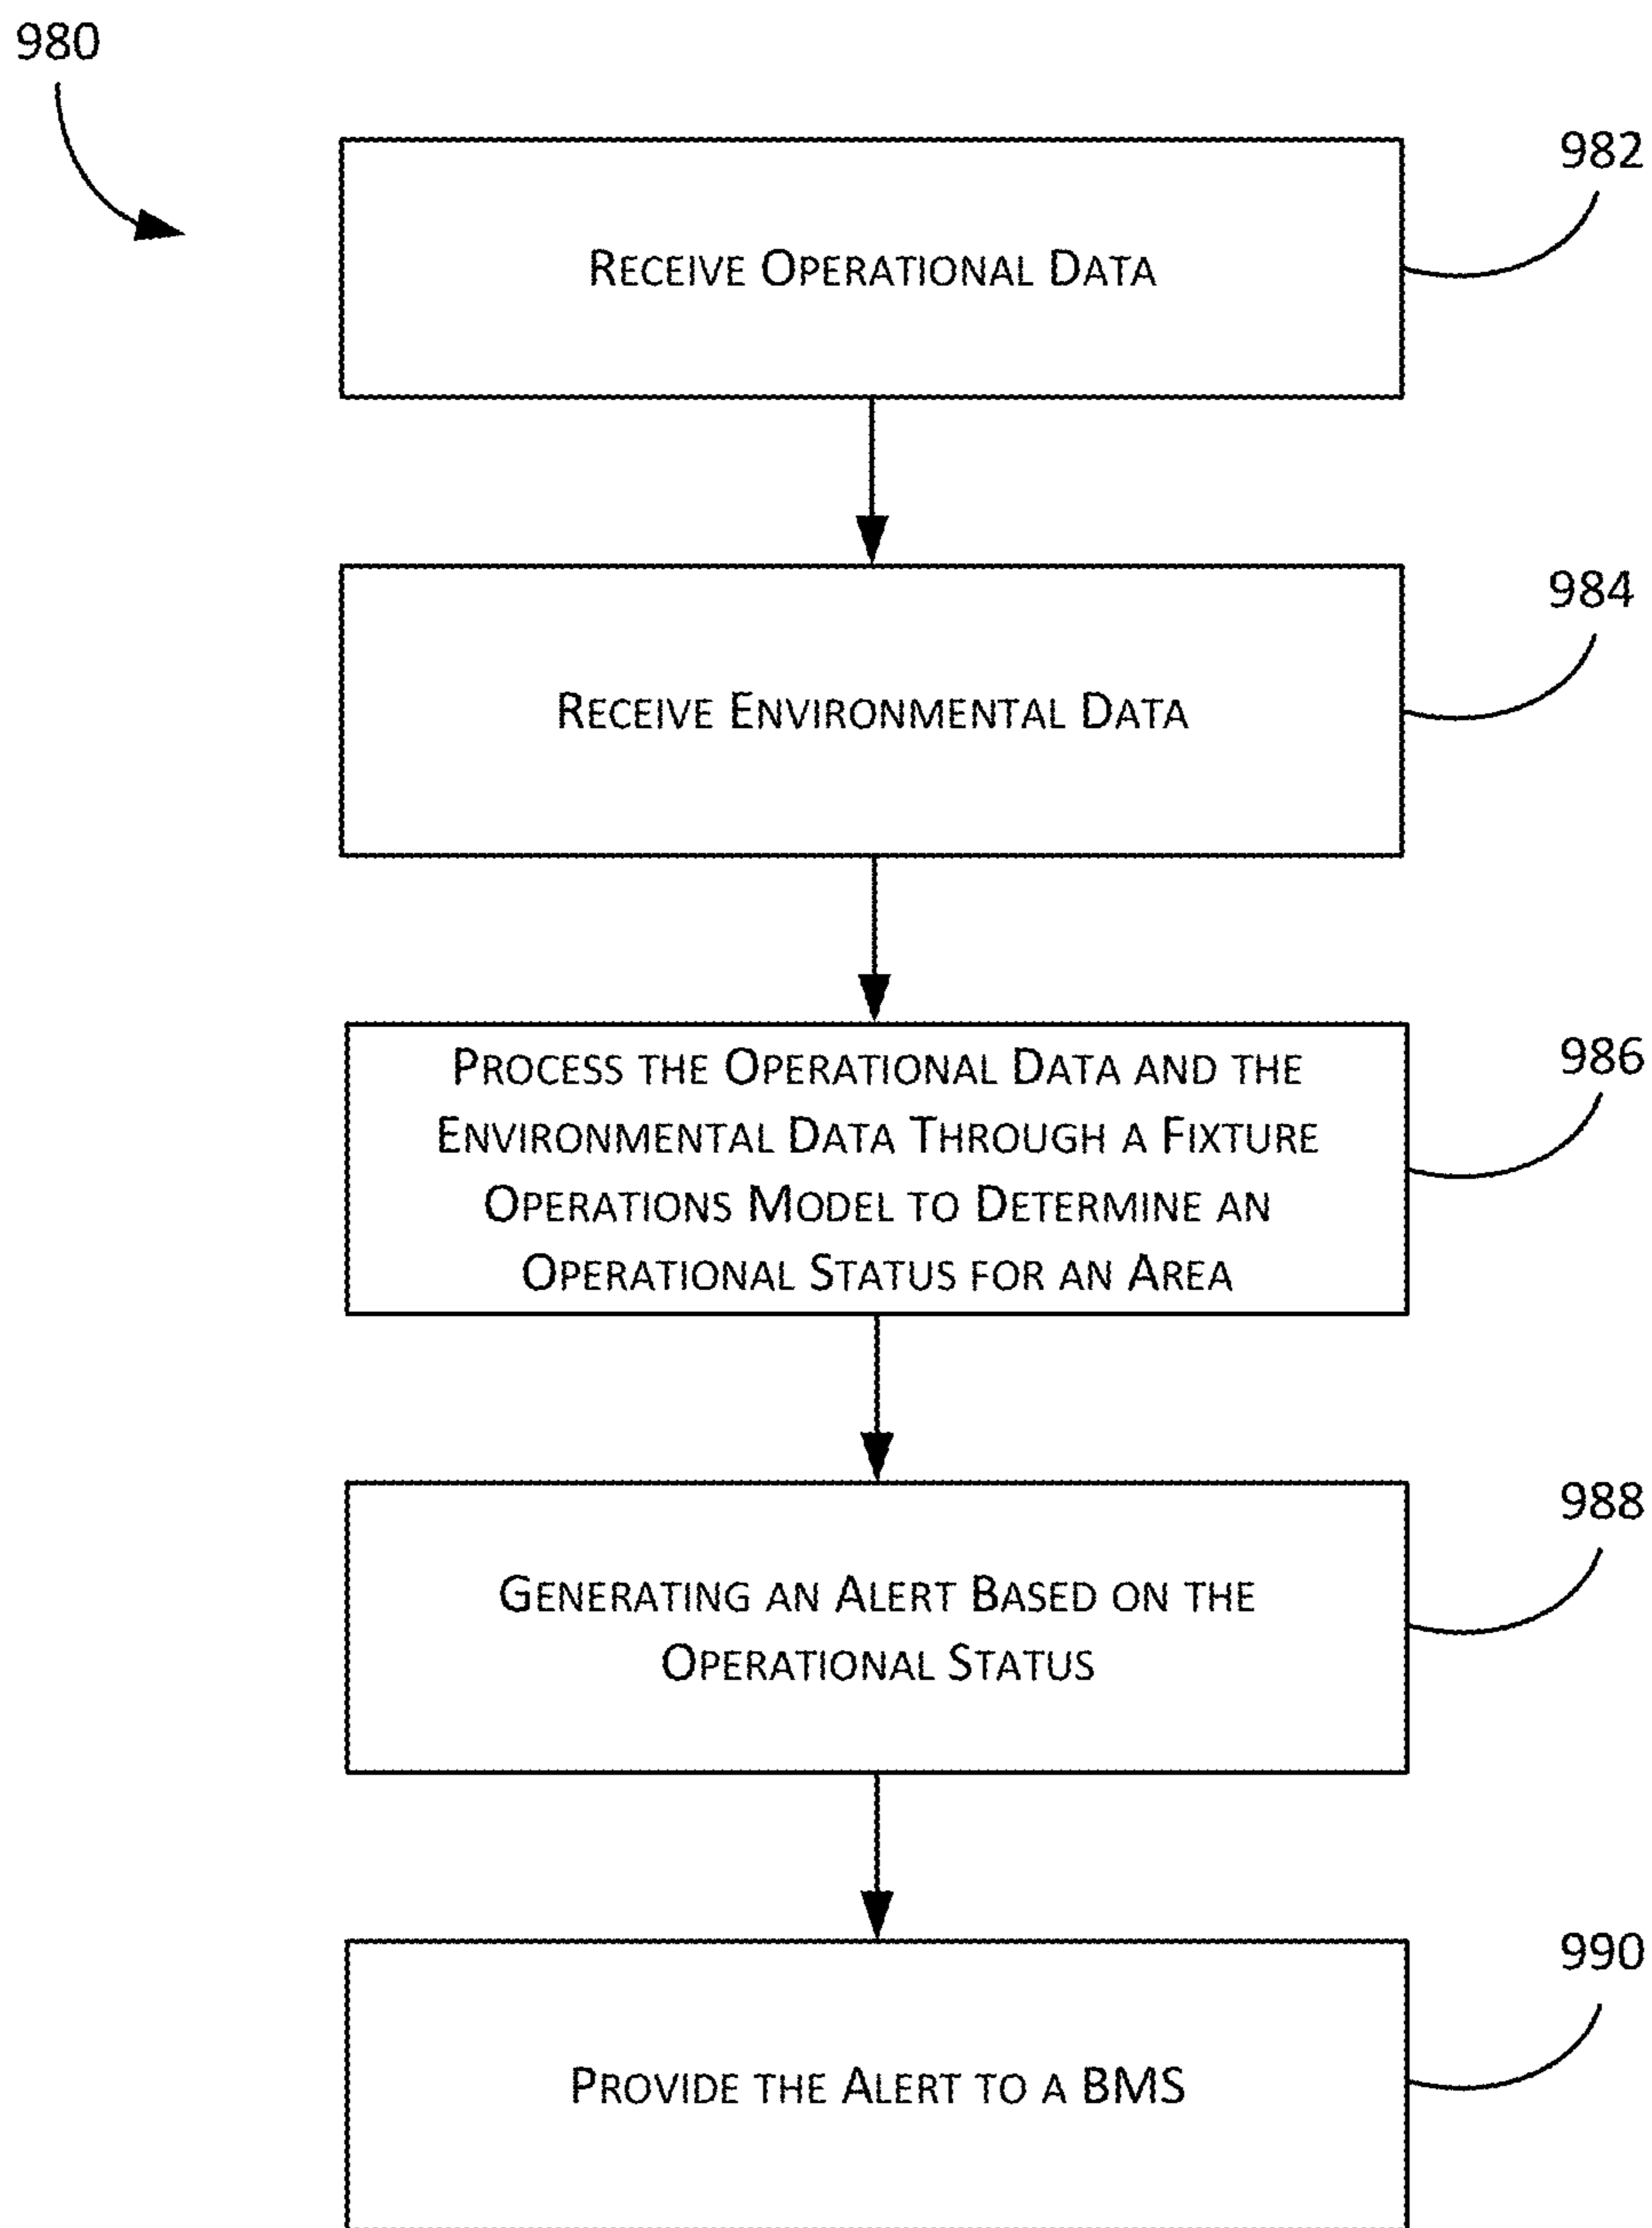 980
982
Receive Operational Data
984
Receive Environmental Data
986
Process the Operational Data and the
Environmental Data Through a Fixture
Operations Model to Determine an
Operational Status for an Area
988
Generating an Alert Based on the
Operational Status
990
Provide the Alert to a BMS